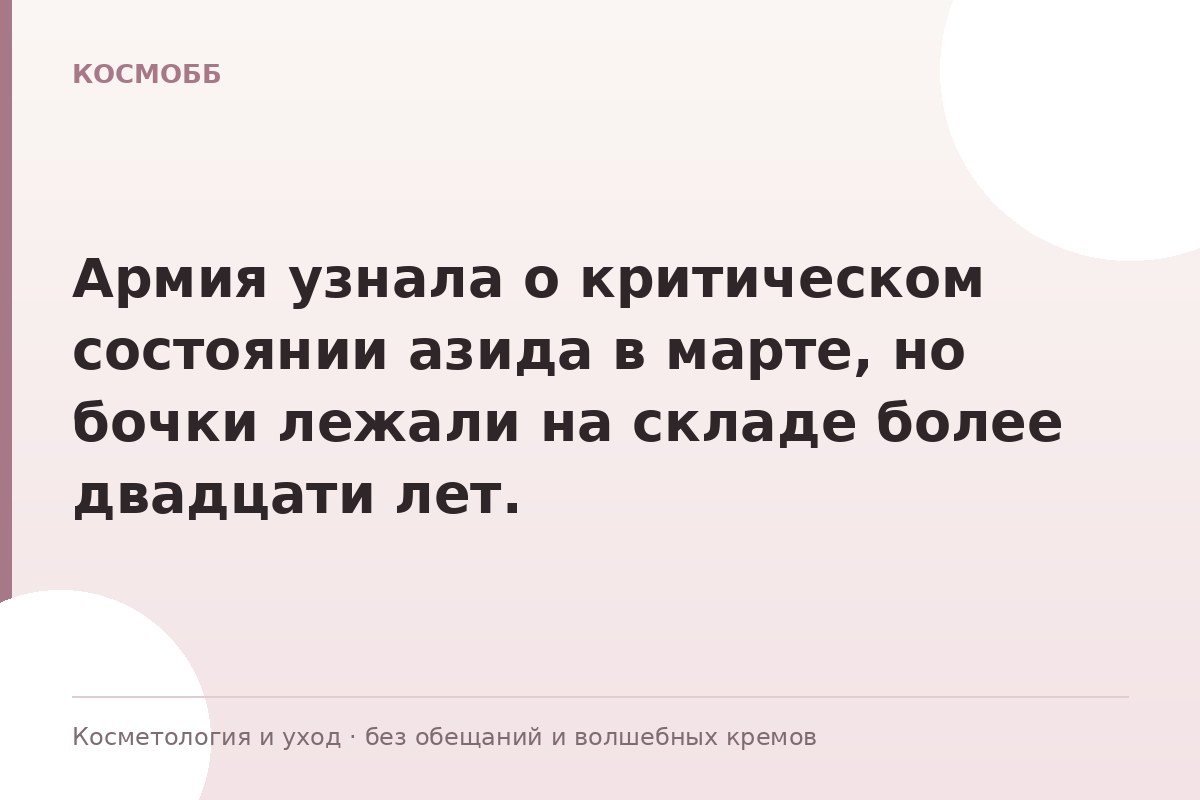 КОСМОББ
Армия узнала о критическом
состоянии азида в марте, но
бочки лежали на складе более
двадцати лет.
Косметология и уход · без обещаний и волшебных кремов